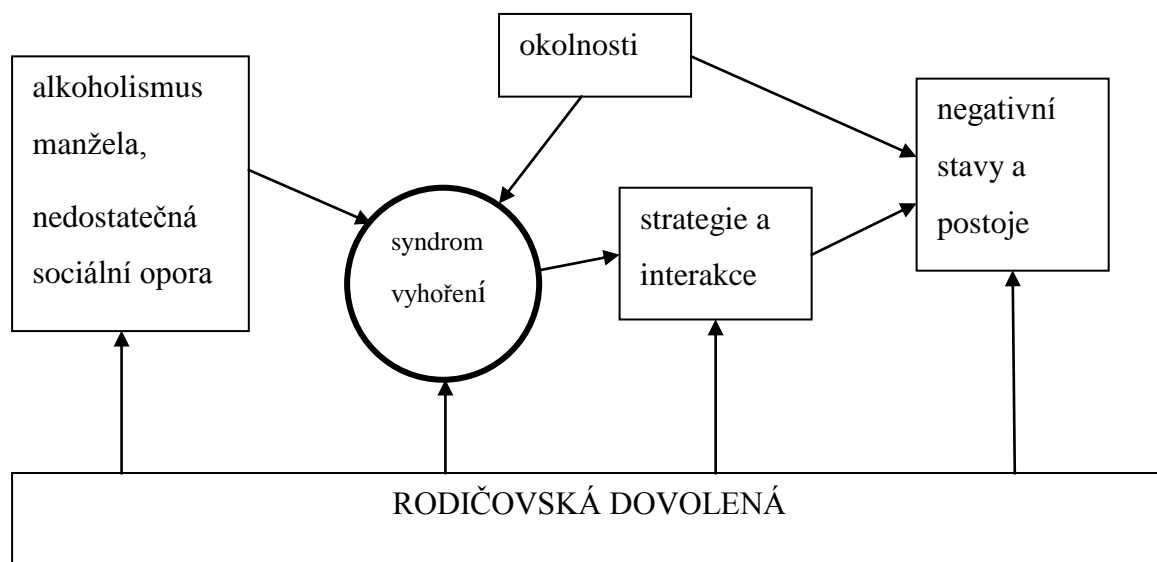 alkoholismus
manžela,
nedostatečná
sociální opora
okolnosti
syndrom
vyhoření
strategie a
interakce
negativní
stavy a
postoje
RODIČOVSKÁ DOVOLENÁ